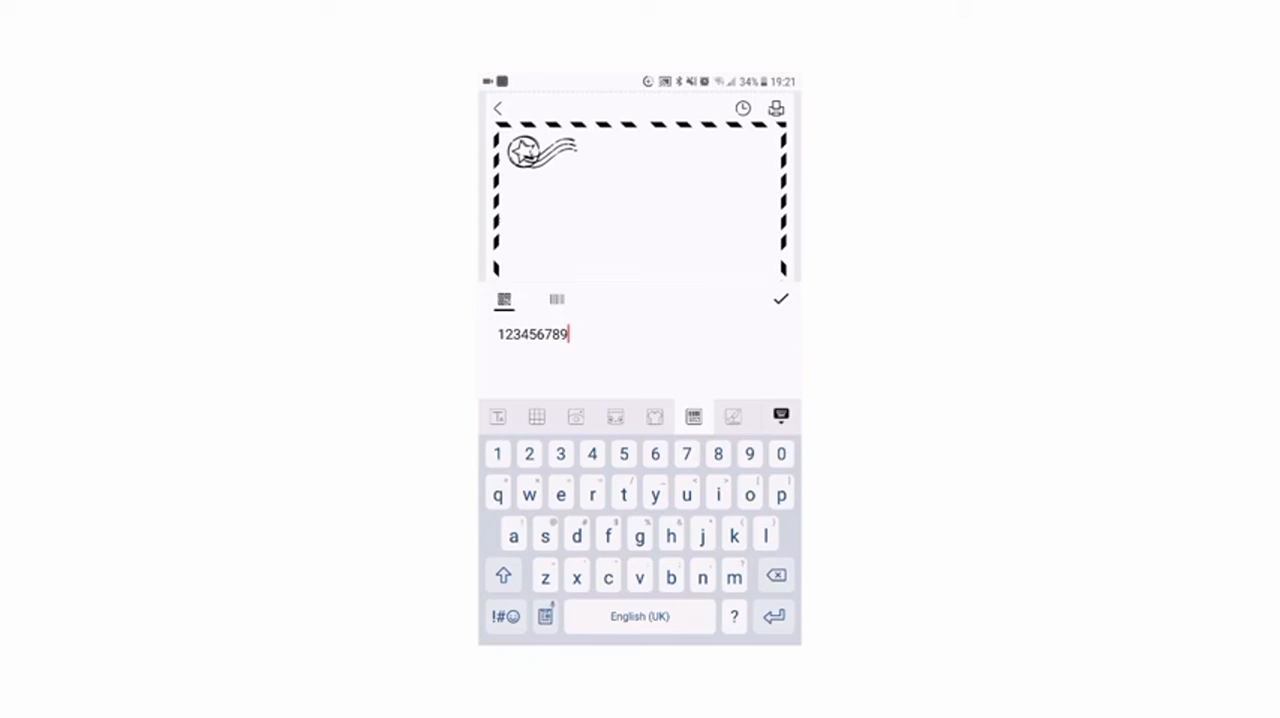 34% 19:21
123456789
1 2 3 4 5 6 7 8 9 0
q w e r t y u i o p
a s d f g h j k l
z x c v b n m
!#☺ English (UK) ?